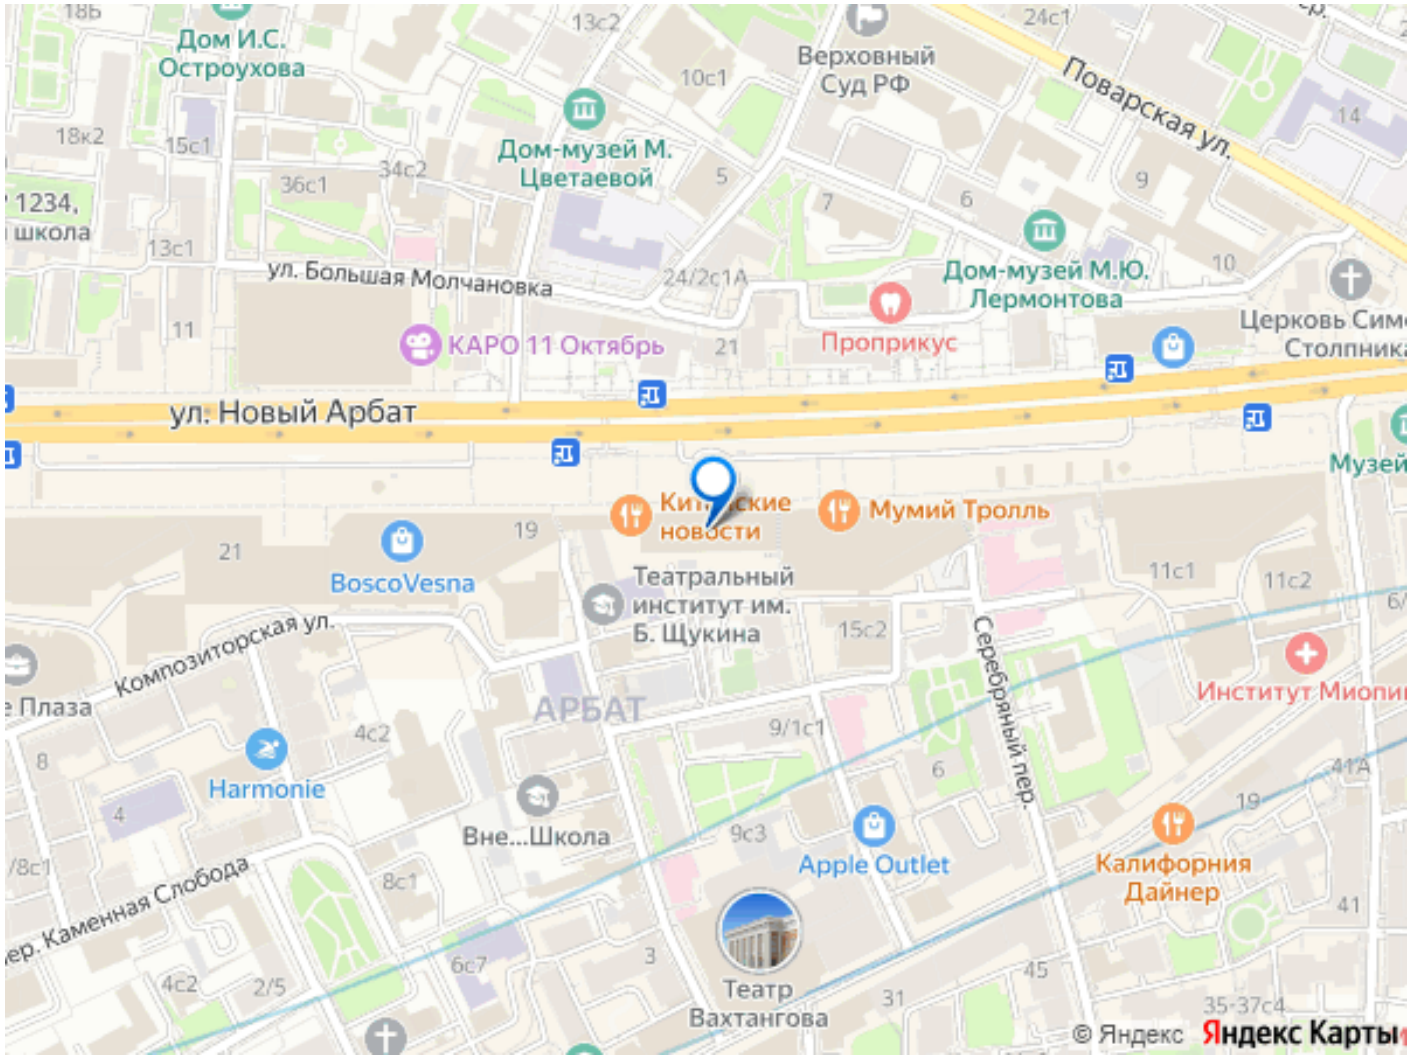 18Б
Дом И.С.
Остроухова
13с2
24с1
Верховный
Суд РФ
10с1
Поварская ул.
14
18к2
15с1
34с2
36с1
Дом-музей М.
Цветаевой
5
7
6
9
1234,
школа
13с1
ул. Большая Молчановка
24/2с1А
Дом-музей М.Ю.
Лермонтова
10
11
КАРО 11 Октябрь
21
Проприкус
Церковь Сим
Столпника
ул. Новый Арбат
Музей
Китайские
новости
Мумий Тролль
19
21
BoscoVesna
Театральный
институт им.
Б. Щукина
11с1
11с2
6/
15с2
Композиторская ул.
Серебряный пер.
Институт Миопи
е Плаза
АРБАТ
4с2
9/1с1
8
Harmonie
6
41А
4
19
Вне...Школа
9с3
Apple Outlet
Калифорния
Дайнер
/8с1
8с1
ер. Каменная Слобода
41
3
6с7
4с2
2/5
Театр
Вахтангова
45
31
35-37с4
© Яндекс Яндекс Карты